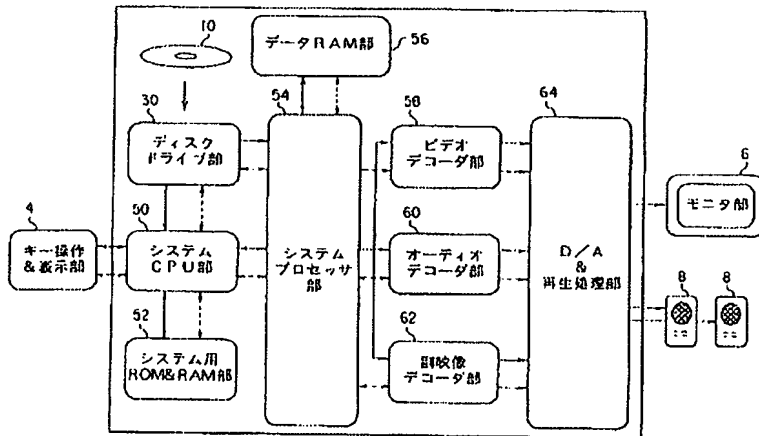 10
データRAM部
56
54
30
58
64
ディスク
ドライブ部
ビデオ
デコーダ部
6
モニタ部
4
50
60
キー操作
&表示部
システム
CPU部
システム
プロセッサ
部
オーディオ
デコーダ部
D/A
&
再生処理部
8
8
52
62
システム用
ROM&RAM部
副映像
デコーダ部